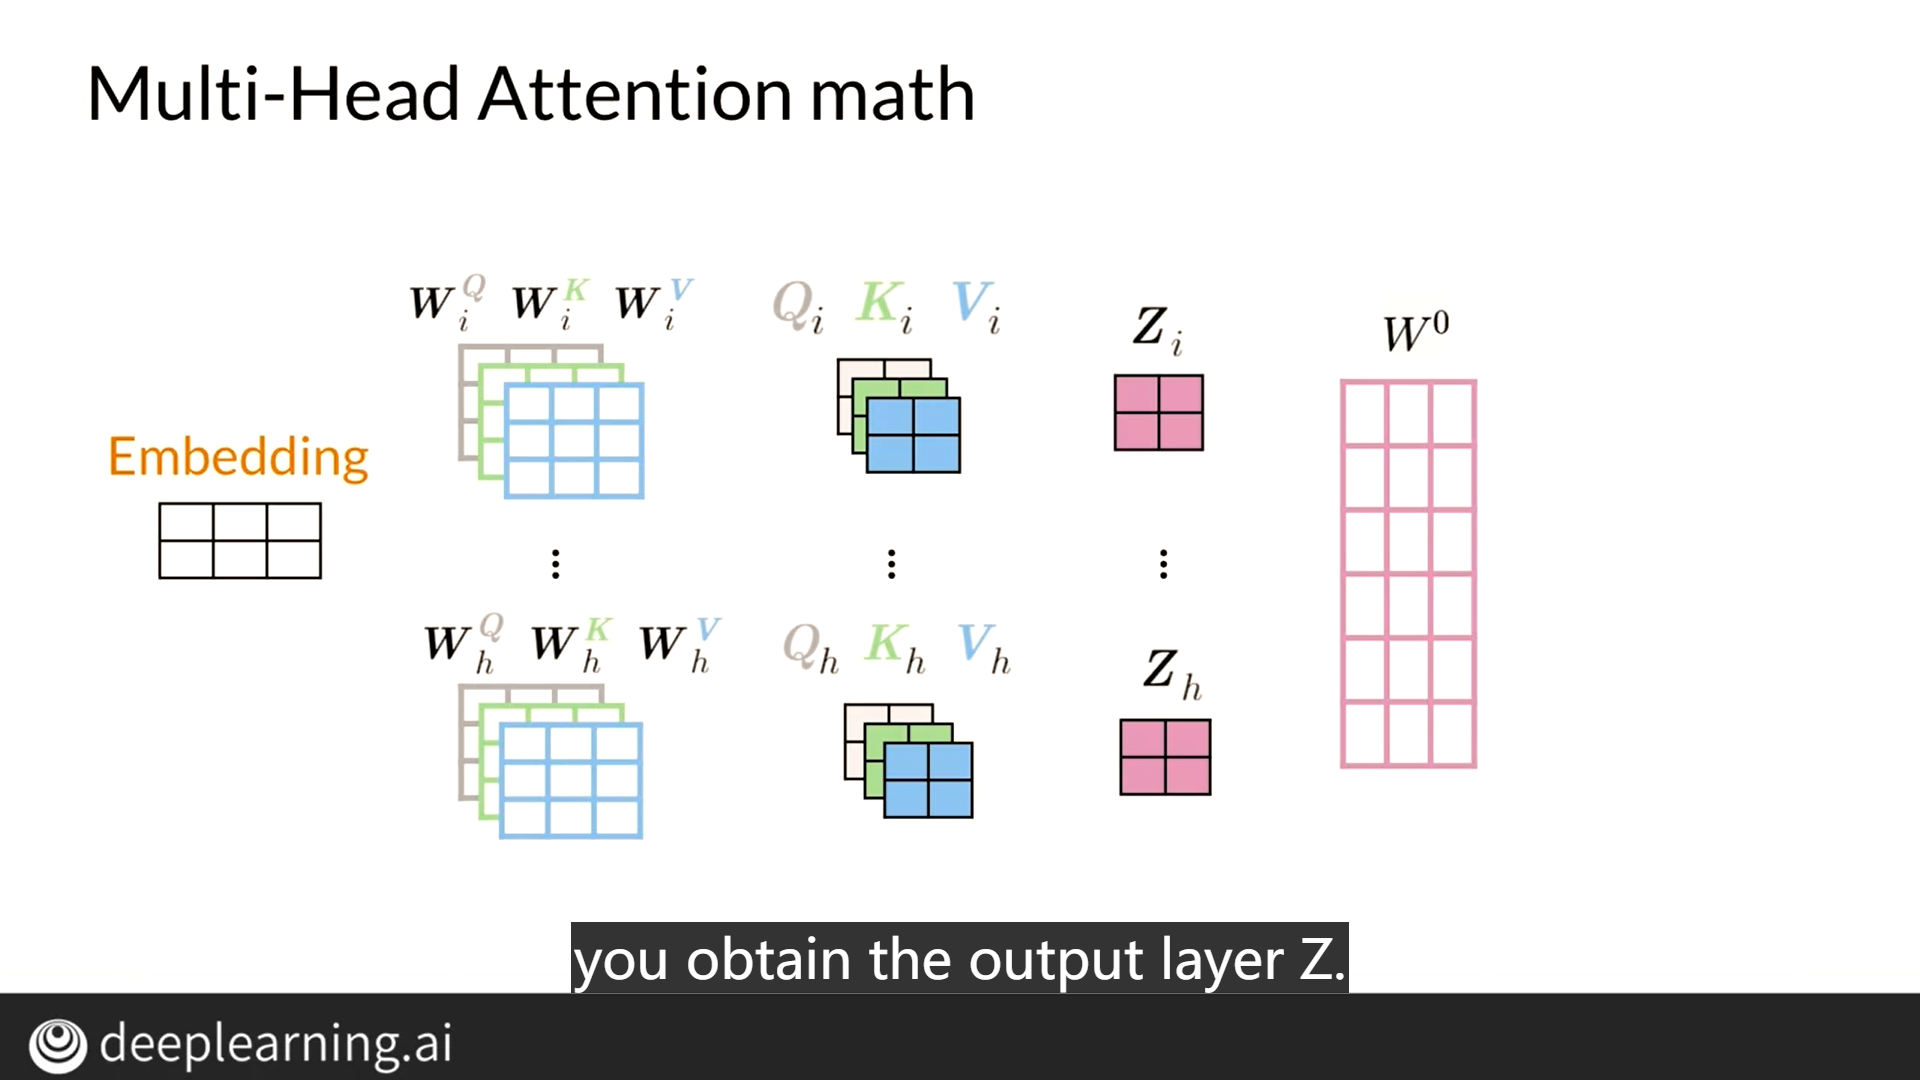 Multi-Head Attention math
W_i^Q W_i^K W_i^V
Q_i K_i V_i
Z_i
W^0
Embedding
W_h^Q W_h^K W_h^V
Q_h K_h V_h
Z_h
you obtain the output layer Z.
deeplearning.ai